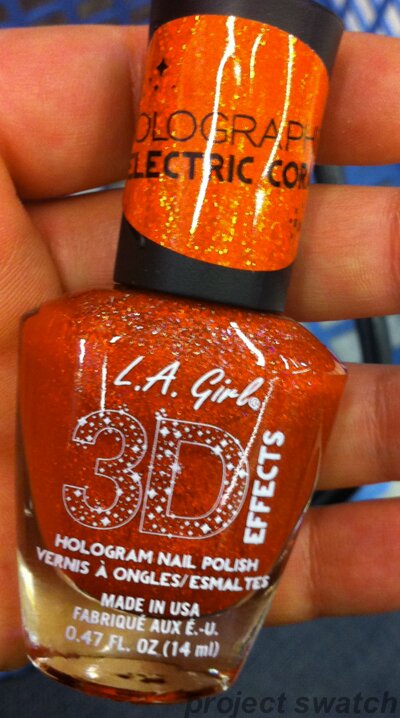 OLOGRAPHI
ELECTRIC COR
L.A. Girl®
3D
EFFECTS
HOLOGRAM NAIL POLISH
VERNIS À ONGLES/ESMALTES
MADE IN USA
FABRIQUÉ AUX É.-U.
0.47 FL. OZ (14 ml)
project swatch